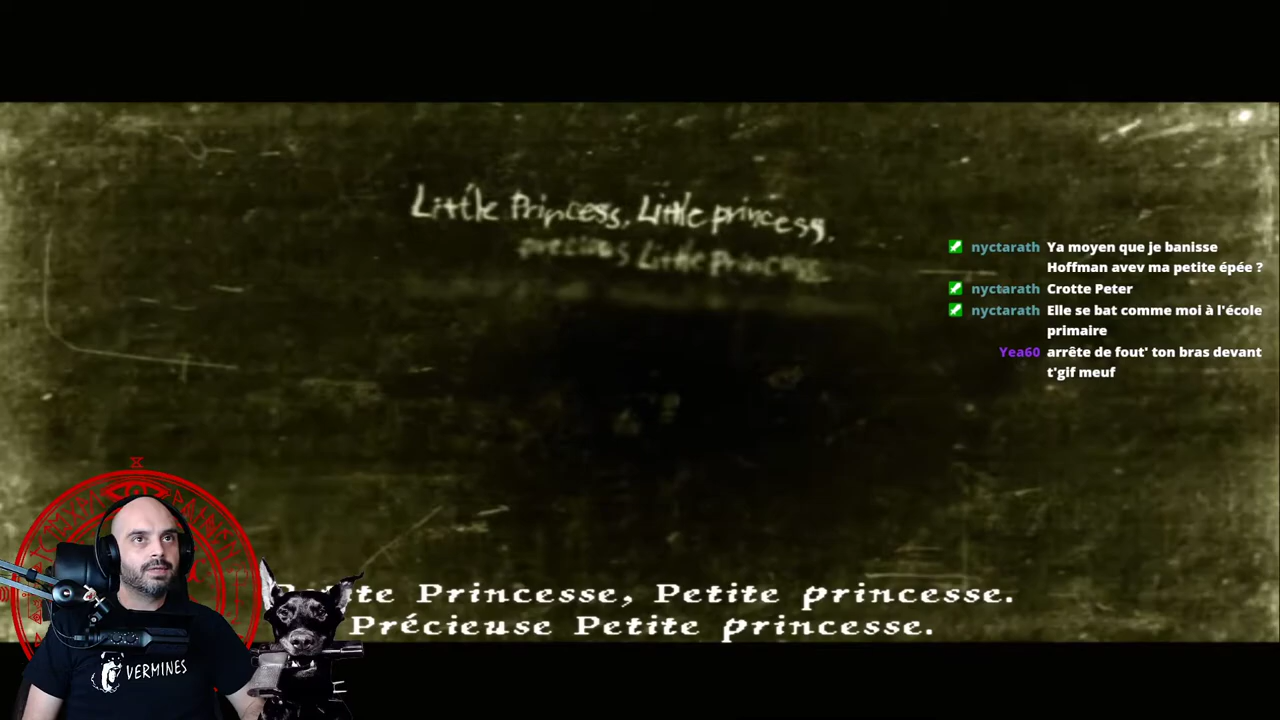 Little Princess, Little princess,
precious Little Princess.
nyctarath Ya moyen que je banisse
Hoffman avev ma petite épée ?
nyctarath Crotte Peter
nyctarath Elle se bat comme moi à l'école
primaire
Yea60 arrête de fout' ton bras devant
t'gif meuf
Petite Princesse, Petite princesse.
Précieuse Petite princesse.
VERMINES